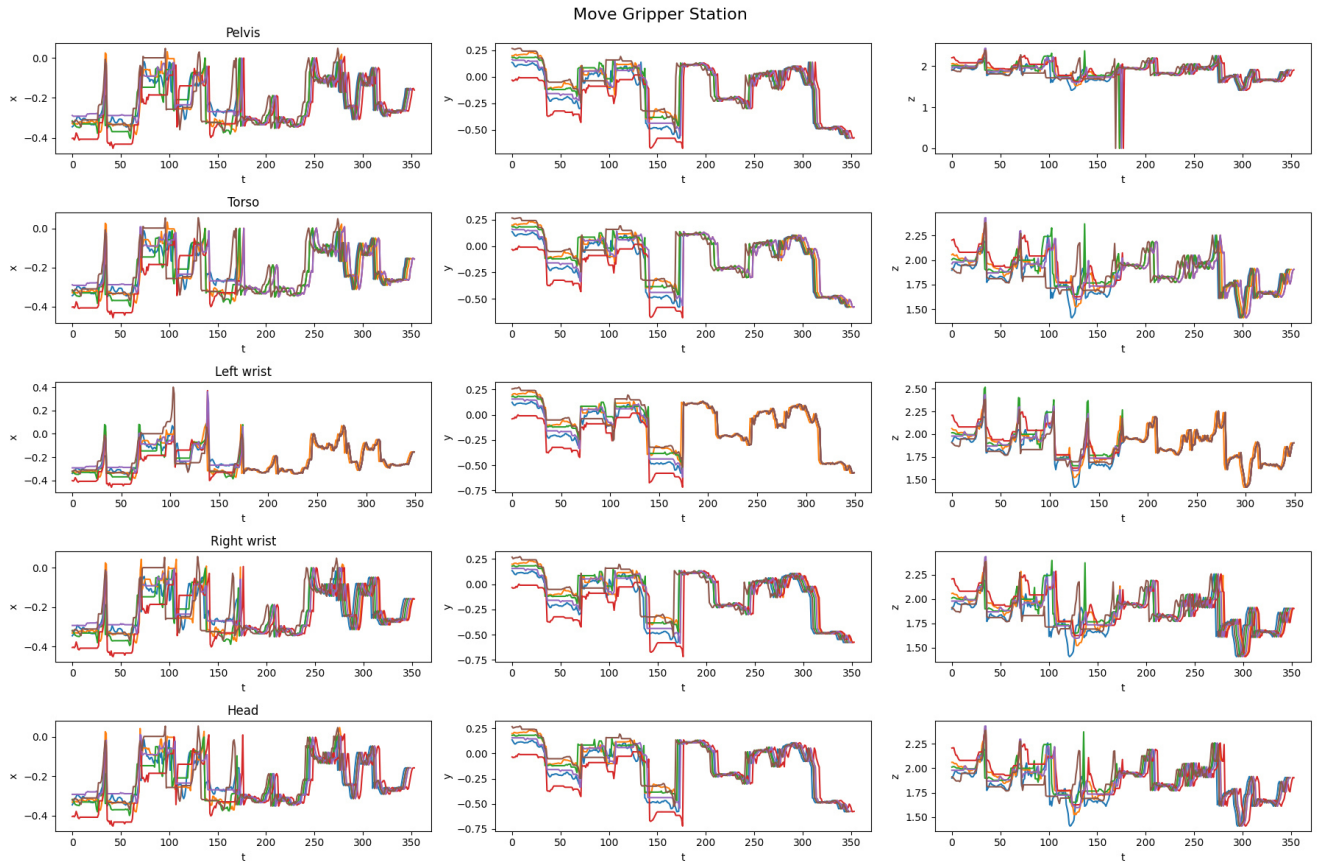 Move Gripper Station
Pelvis
0.0
−0.2
−0.4
x
0 50 100 150 200 250 300 350
t
0.25
0.00
−0.25
−0.50
y
0 50 100 150 200 250 300 350
t
2
1
0
z
0 50 100 150 200 250 300 350
t
Torso
0.0
−0.2
−0.4
x
0 50 100 150 200 250 300 350
t
0.25
0.00
−0.25
−0.50
y
0 50 100 150 200 250 300 350
t
2.25
2.00
1.75
1.50
z
0 50 100 150 200 250 300 350
t
Left wrist
0.4
0.2
0.0
−0.2
−0.4
x
0 50 100 150 200 250 300 350
t
0.25
0.00
−0.25
−0.50
−0.75
y
0 50 100 150 200 250 300 350
t
2.50
2.25
2.00
1.75
1.50
z
0 50 100 150 200 250 300 350
t
Right wrist
0.0
−0.2
−0.4
x
0 50 100 150 200 250 300 350
t
0.25
0.00
−0.25
−0.50
−0.75
y
0 50 100 150 200 250 300 350
t
2.25
2.00
1.75
1.50
z
0 50 100 150 200 250 300 350
t
Head
0.0
−0.2
−0.4
x
0 50 100 150 200 250 300 350
t
0.25
0.00
−0.25
−0.50
−0.75
y
0 50 100 150 200 250 300 350
t
2.25
2.00
1.75
1.50
z
0 50 100 150 200 250 300 350
t